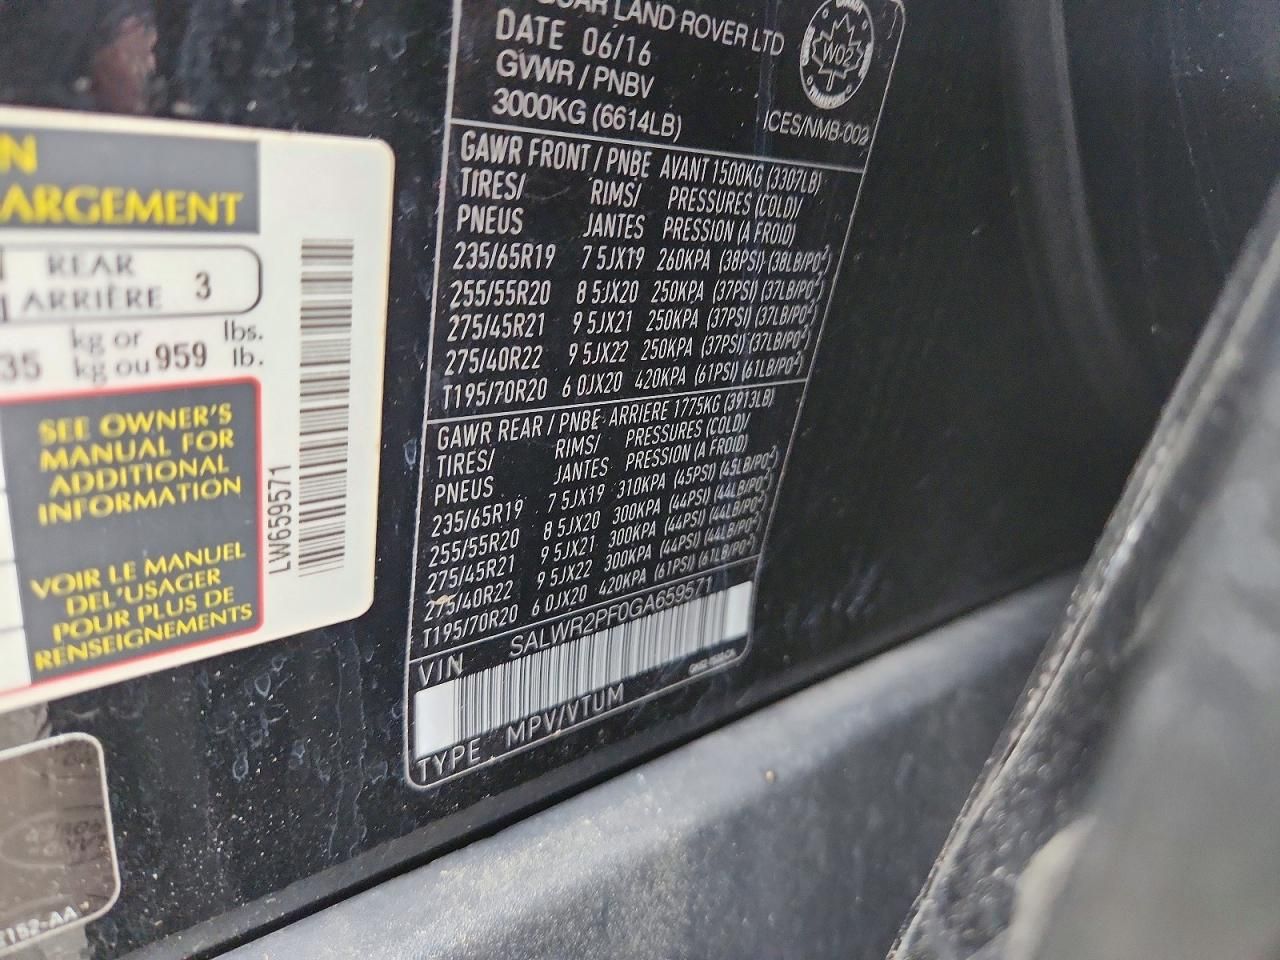 N
ARGEMENT
REAR
ARRIÈRE 3
35 kg or kg ou 959 lbs. lb.
SEE OWNER'S
MANUAL FOR
ADDITIONAL
INFORMATION
VOIR LE MANUEL
DEL'USAGER
POUR PLUS DE
RENSEIGNEMENTS
LW659571
E152-AA
LAND ROVER LTD
DATE 06/16
GVWR / PNBV
3000KG (6614LB)
W02
TRANSPORT
ICES/NMB-002
GAWR FRONT / PNBE AVANT 1500KG (3307LB)
TIRES/ RIMS/ PRESSURES (COLD)/
PNEUS JANTES PRESSION (A FROID)
235/65R19 7 5JX19 260KPA (38PSI) (38LB/PO²)
255/55R20 8 5JX20 250KPA (37PSI) (37LB/PO²)
275/45R21 9 5JX21 250KPA (37PSI) (37LB/PO²)
275/40R22 9 5JX22 250KPA (37PSI) (37LB/PO²)
T195/70R20 6 0JX20 420KPA (61PSI) (61LB/PO²)
GAWR REAR / PNBE ARRIERE 1775KG (3913LB)
TIRES/ RIMS/ PRESSURES (COLD)/
PNEUS JANTES PRESSION (A FROID)
235/65R19 7 5JX19 310KPA (45PSI) (45LB/PO²)
255/55R20 8 5JX20 300KPA (44PSI) (44LB/PO²)
275/45R21 9 5JX21 300KPA (44PSI) (44LB/PO²)
275/40R22 9 5JX22 300KPA (44PSI) (44LB/PO²)
T195/70R20 6 0JX20 420KPA (61PSI) (61LB/PO²)
VIN SALWR2PF0GA659571
TYPE MPV/VTUM